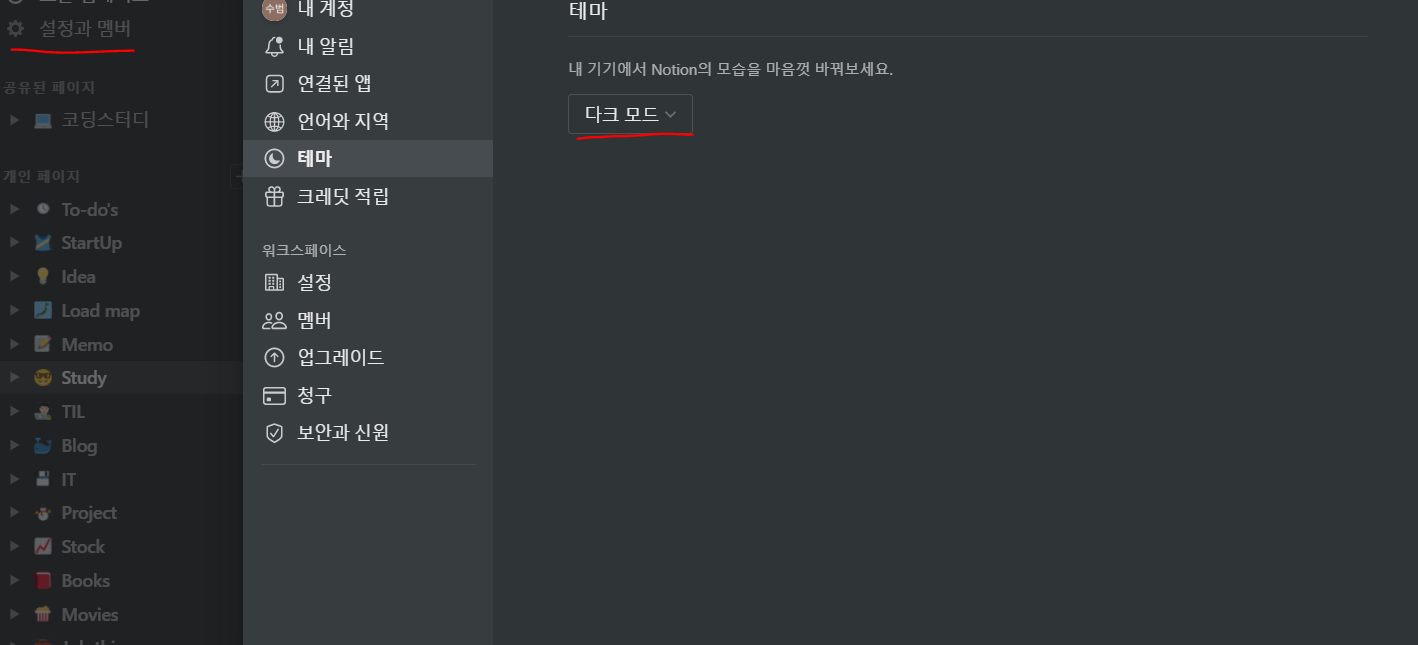 설정과 멤버
공유된 페이지
코딩스터디
개인 페이지
To-do's
StartUp
Idea
Load map
Memo
Study
TIL
Blog
IT
Project
Stock
Books
Movies
수범
내 계정
내 알림
연결된 앱
언어와 지역
테마
크레딧 적립
워크스페이스
설정
멤버
업그레이드
청구
보안과 신원
테마
내 기기에서 Notion의 모습을 마음껏 바꿔보세요.
다크 모드